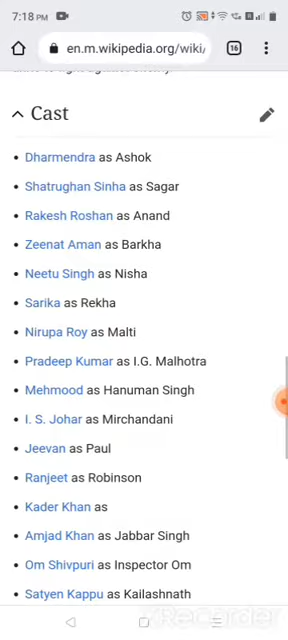 7:18 PM
en.m.wikipedia.org/wiki/
16
Cast
Dharmendra as Ashok
Shatrughan Sinha as Sagar
Rakesh Roshan as Anand
Zeenat Aman as Barkha
Neetu Singh as Nisha
Sarika as Rekha
Nirupa Roy as Malti
Pradeep Kumar as I.G. Malhotra
Mehmood as Hanuman Singh
I. S. Johar as Mirchandani
Jeevan as Paul
Ranjeet as Robinson
Kader Khan as
Amjad Khan as Jabbar Singh
Om Shivpuri as Inspector Om
Satyen Kappu as Kailashnath
XRecorder